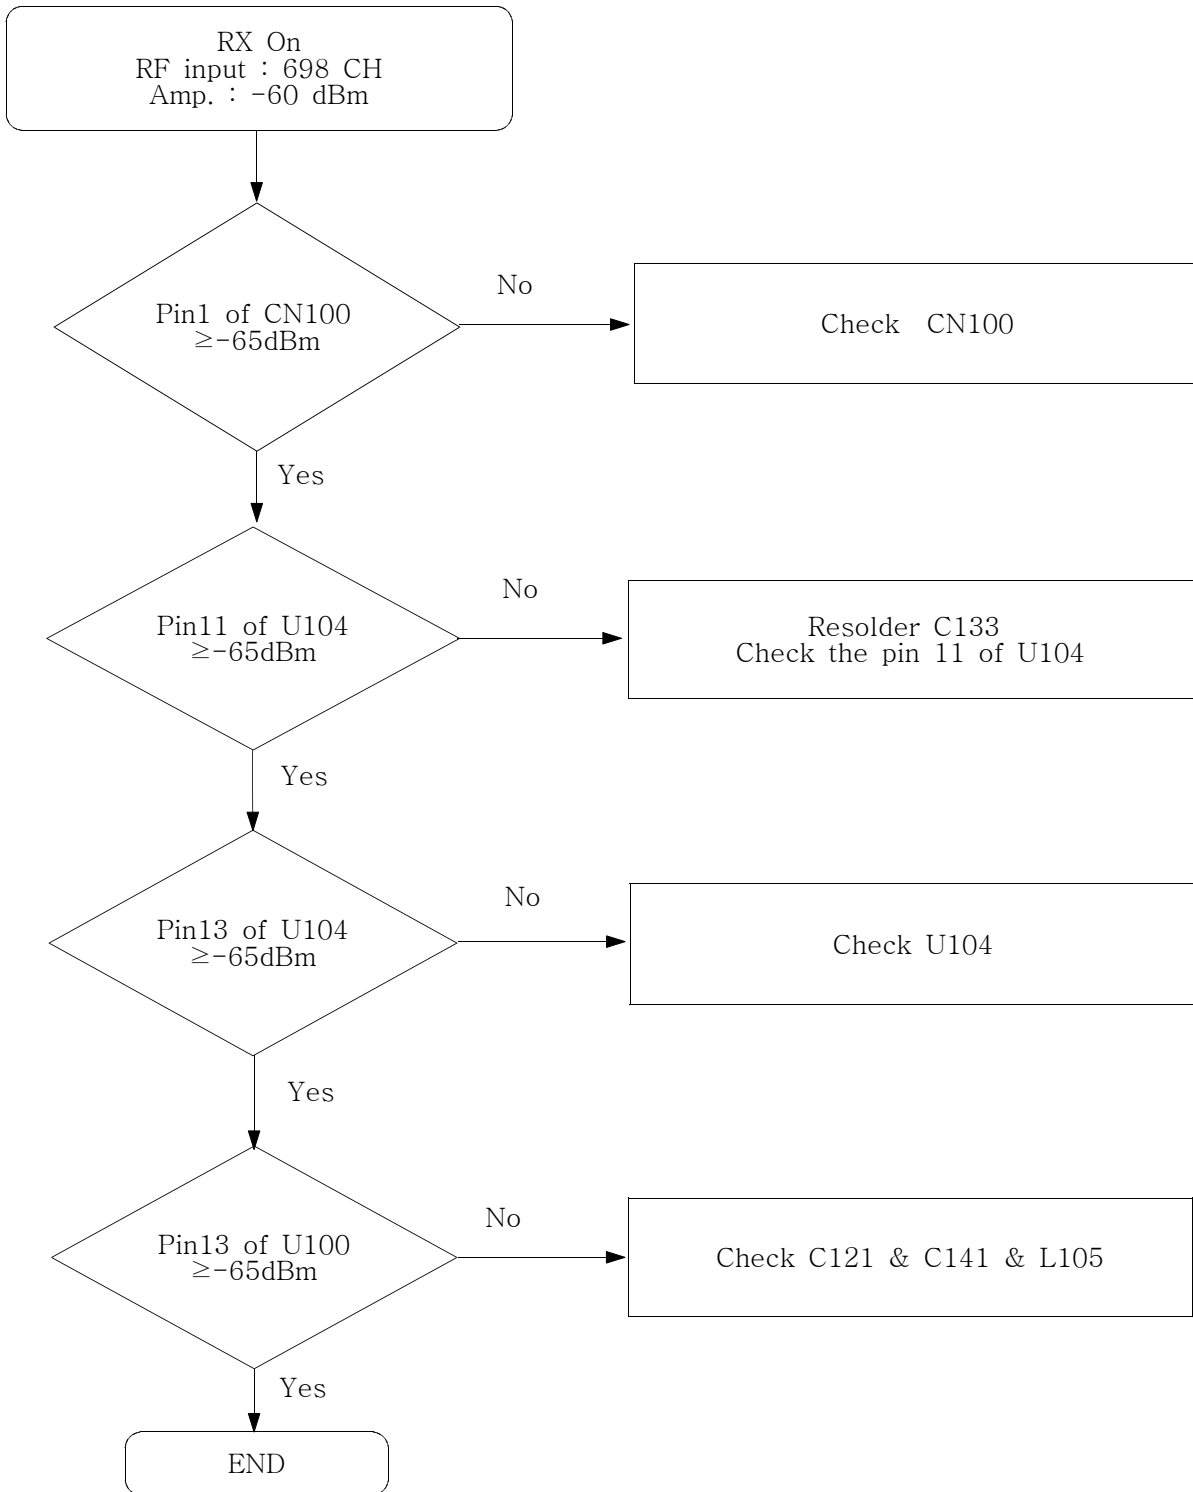 RX On
RF input : 698 CH
Amp. : -60 dBm
Pin1 of CN100
≥-65dBm
No
Check CN100
Yes
Pin11 of U104
≥-65dBm
No
Resolder C133
Check the pin 11 of U104
Yes
Pin13 of U104
≥-65dBm
No
Check U104
Yes
Pin13 of U100
≥-65dBm
No
Check C121 & C141 & L105
Yes
END